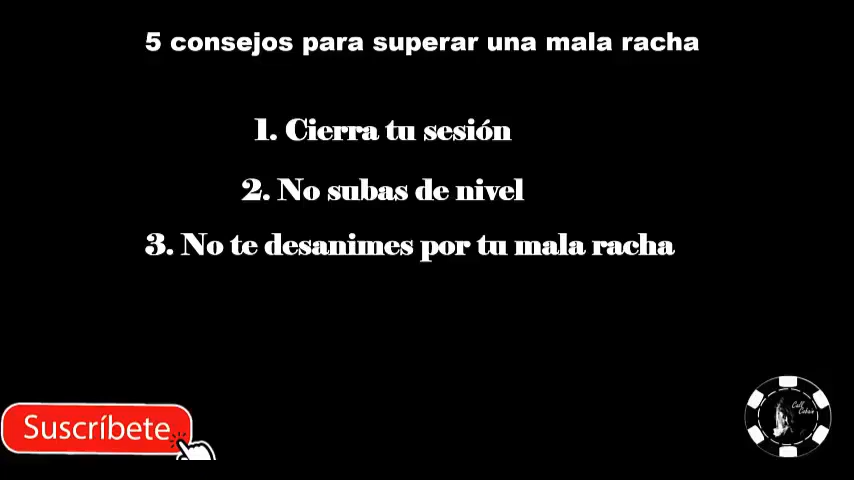 5 consejos para superar una mala racha
1. Cierra tu sesión
2. No subas de nivel
3. No te desanimes por tu mala racha
Suscríbete
Call